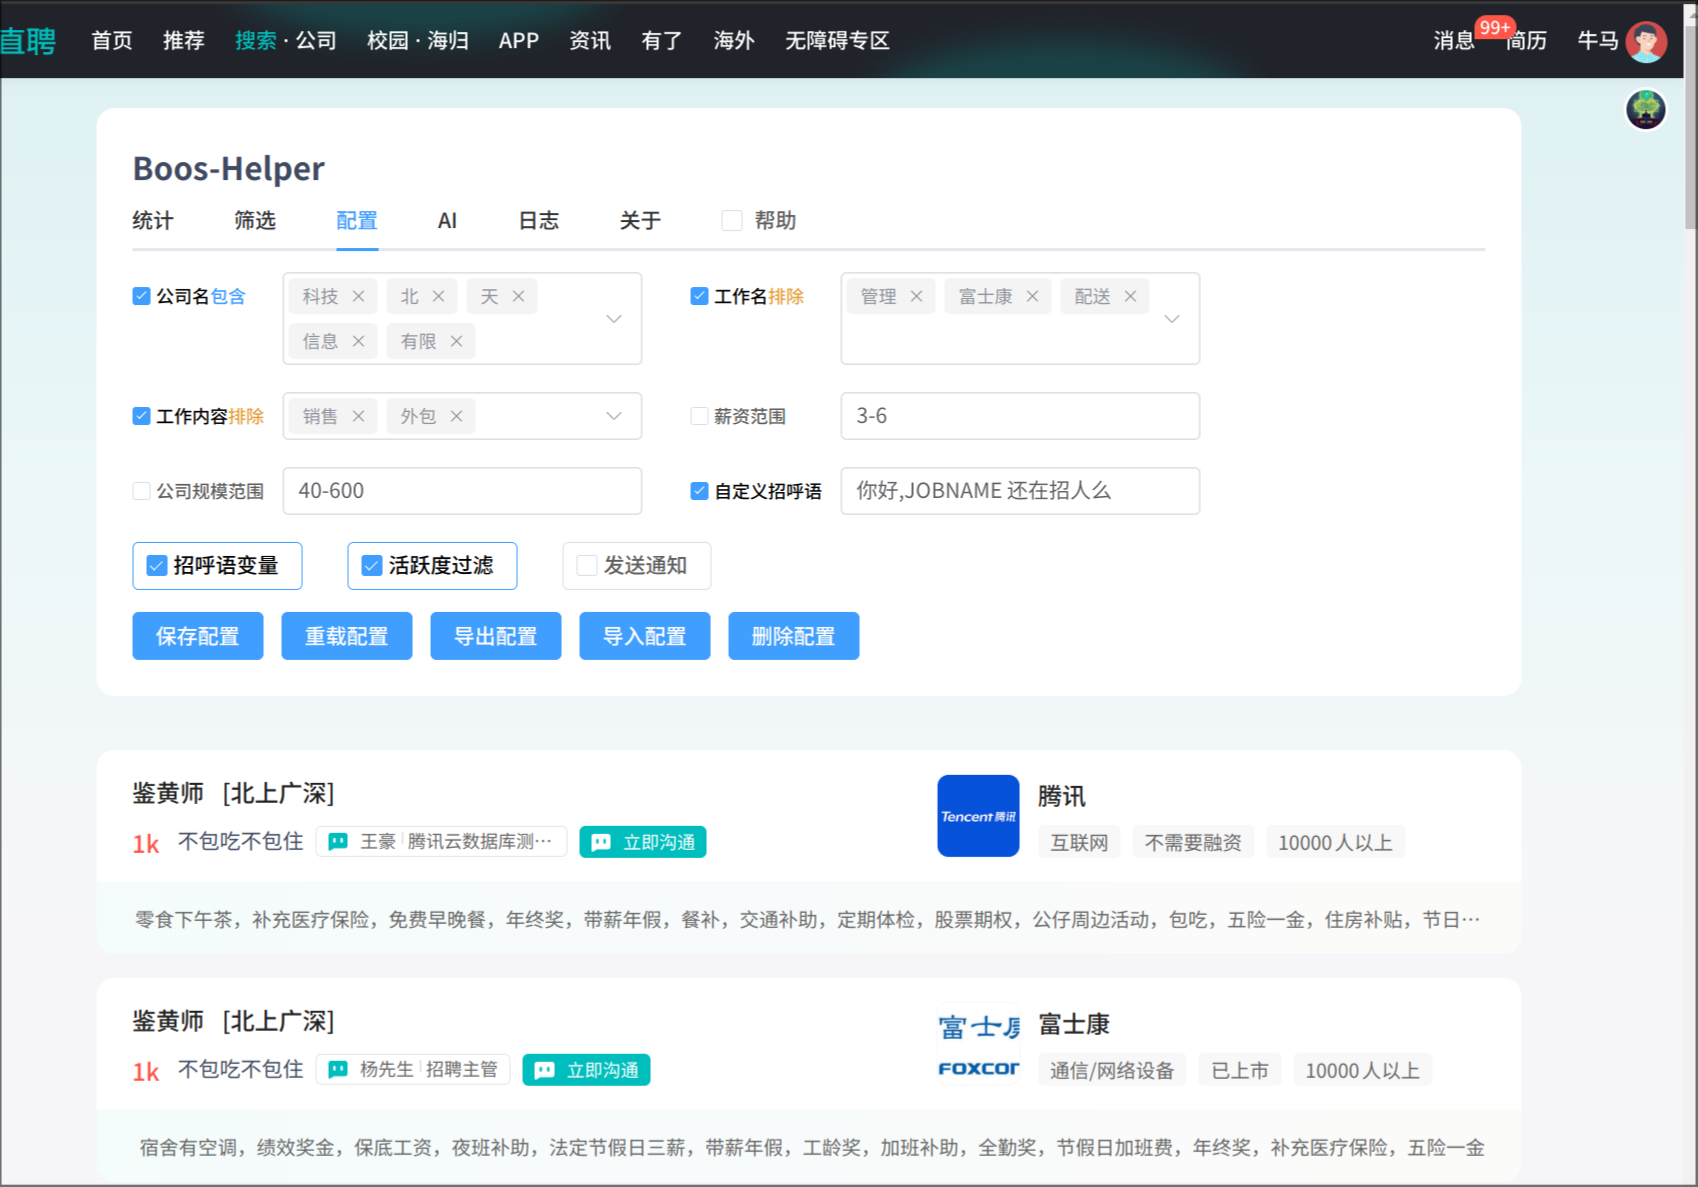 直聘 首页 推荐 搜索 · 公司 校园 · 海归 APP 资讯 有了 海外 无障碍专区 消息 99+ 简历 牛马
Boos-Helper
统计 筛选 配置 AI 日志 关于 帮助
公司名包含 科技 北 天 信息 有限
工作名排除 管理 富士康 配送
工作内容排除 销售 外包
薪资范围 3-6
公司规模范围 40-600
自定义招呼语 你好,JOBNAME 还在招人么
招呼语变量 活跃度过滤 发送通知
保存配置 重载配置 导出配置 导入配置 删除配置
鉴黄师 [北上广深]
1k 不包吃不包住 王豪 腾讯云数据库测… 立即沟通
Tencent 腾讯
腾讯
互联网 不需要融资 10000人以上
零食下午茶，补充医疗保险，免费早晚餐，年终奖，带薪年假，餐补，交通补助，定期体检，股票期权，公仔周边活动，包吃，五险一金，住房补贴，节日…
鉴黄师 [北上广深]
1k 不包吃不包住 杨先生 招聘主管 立即沟通
富士康
FOXCON
富士康
通信/网络设备 已上市 10000人以上
宿舍有空调，绩效奖金，保底工资，夜班补助，法定节假日三薪，带薪年假，工龄奖，加班补助，全勤奖，节假日加班费，年终奖，补充医疗保险，五险一金